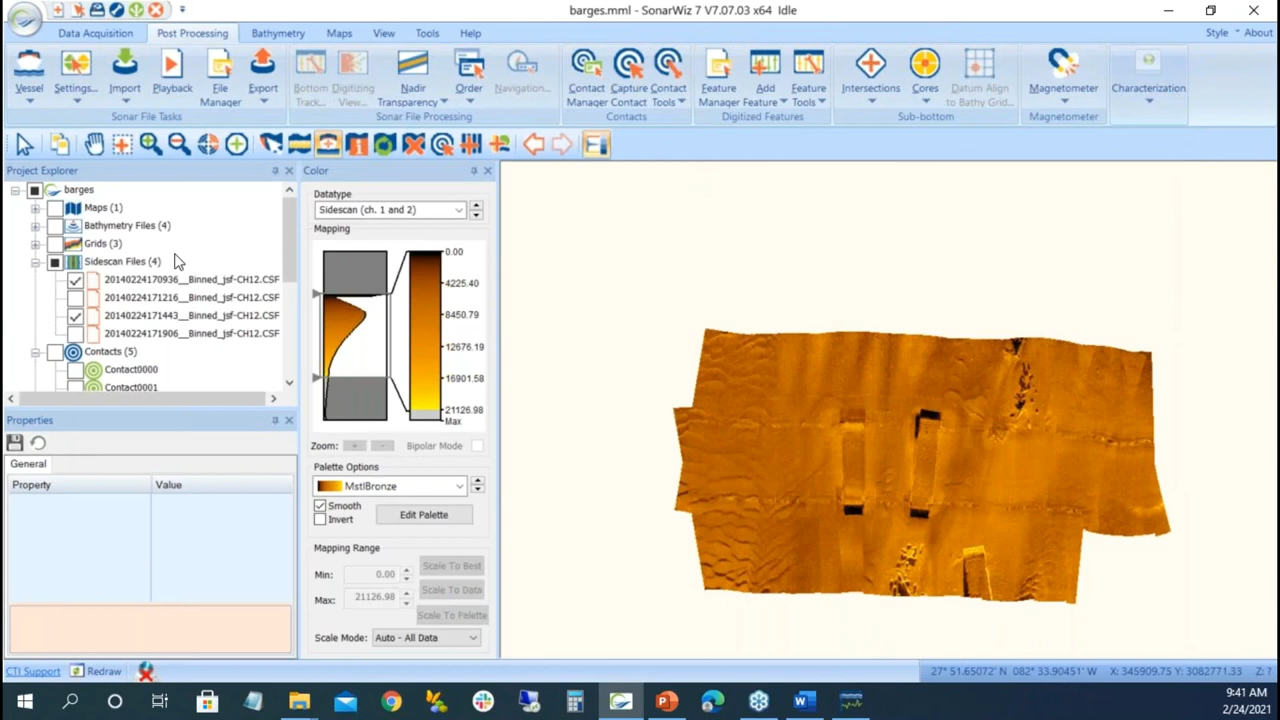 barges.mml - SonarWiz 7 V7.07.03 x64 Idle
Data Acquisition Post Processing Bathymetry Maps View Tools Help Style About
Vessel Settings... Import Playback File Manager Export
Sonar File Tasks
Bottom Track... Digitizing View... Nadir Transparency Order Navigation...
Sonar File Processing
Contact Manager Capture Contact Contact Tools
Contacts
Feature Manager Add Feature Feature Tools
Digitized Features
Intersections Cores Datum Align to Bathy Grid...
Sub-bottom
Magnetometer
Magnetometer
Characterization
Project Explorer
barges
Maps (1)
Bathymetry Files (4)
Grids (3)
Sidescan Files (4)
20140224170936__Binned_jsf-CH12.CSF
20140224171216__Binned_jsf-CH12.CSF
20140224171443__Binned_jsf-CH12.CSF
20140224171906__Binned_jsf-CH12.CSF
Contacts (5)
Contact0000
Contact0001
Properties
General
Property Value
Color
Datatype
Sidescan (ch. 1 and 2)
Mapping
0.00
4225.40
8450.79
12676.19
16901.58
21126.98
Max
Zoom: + - Bipolar Mode
Palette Options
MstlBronze
Smooth
Invert
Edit Palette
Mapping Range
Min: 0.00 Scale To Best
Scale To Data
Max: 21126.98
Scale To Palette
Scale Mode: Auto - All Data
CTI Support Redraw
27° 51.65072' N 082° 33.90451' W X: 345909.75 Y: 3082771.33 Z: ?
9:41 AM
2/24/2021